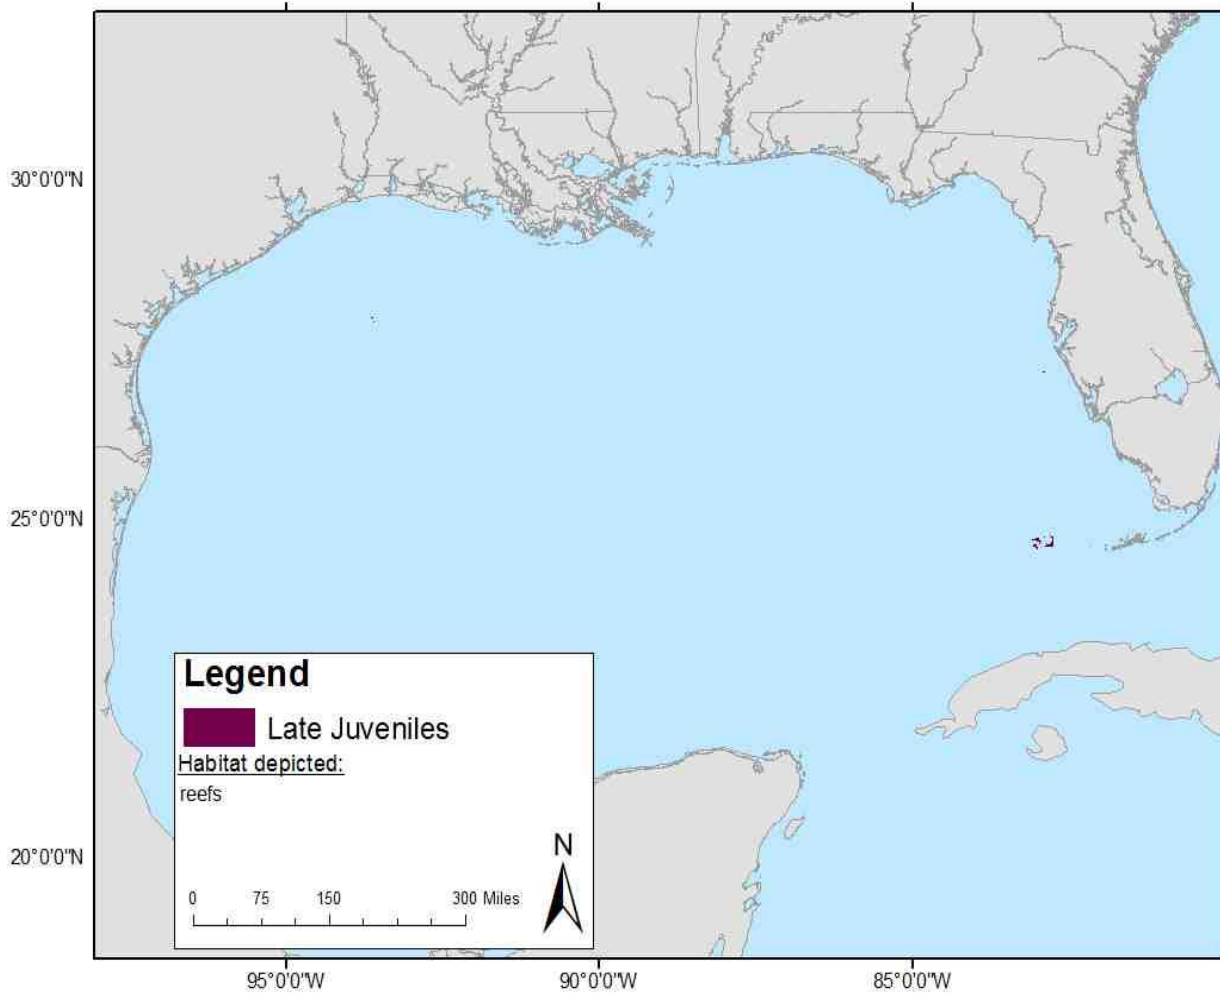 30°0'0"N
25°0'0"N
20°0'0"N
Legend
Late Juveniles
Habitat depicted:
reefs
N
0 75 150 300 Miles
95°0'0"W 90°0'0"W 85°0'0"W